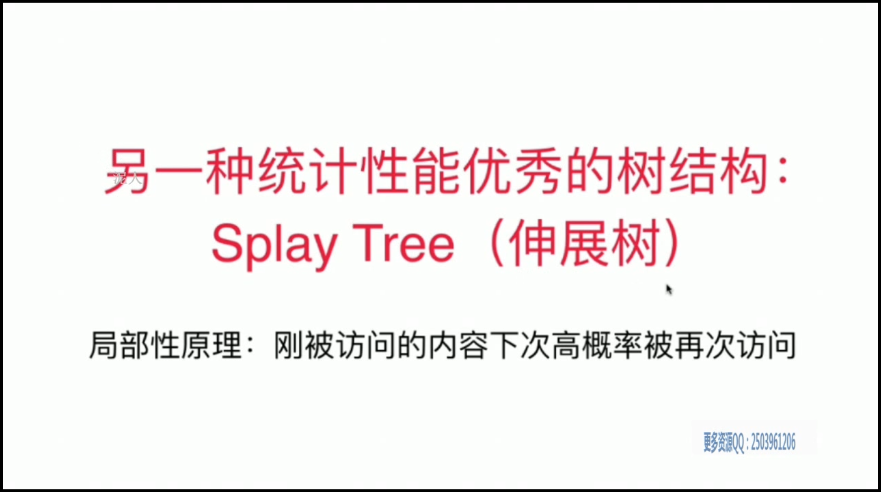 另一种统计性能优秀的树结构：
Splay Tree（伸展树）
局部性原理：刚被访问的内容下次高概率被再次访问
更多资源QQ：2503961206